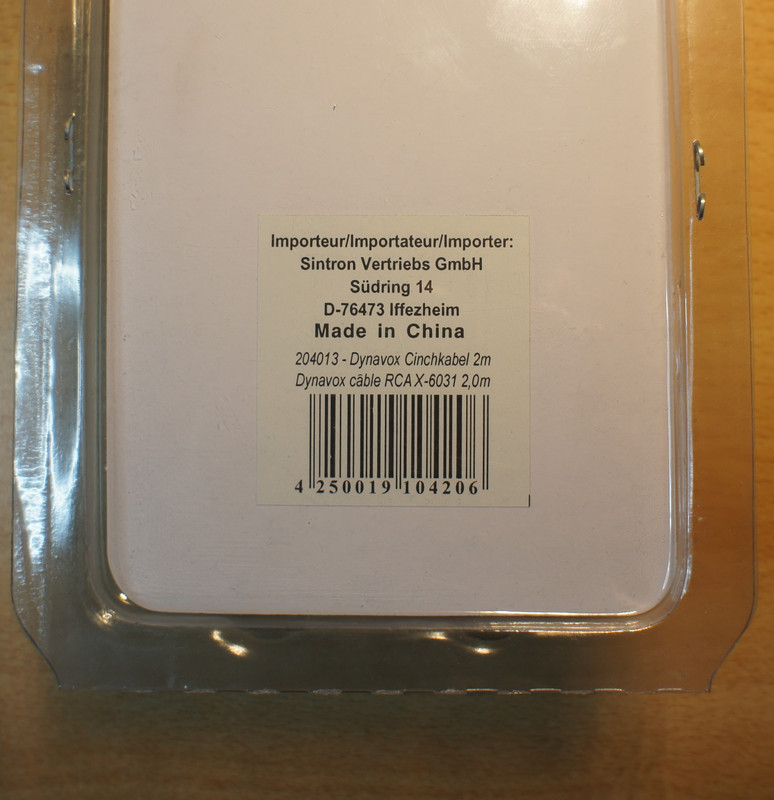 Importeur/Importateur/Importer:
Sintron Vertriebs GmbH
Südring 14
D-76473 Iffezheim
Made in China
204013 - Dynavox Cinchkabel 2m
Dynavox câble RCA X-6031 2,0m
4 250019 104206